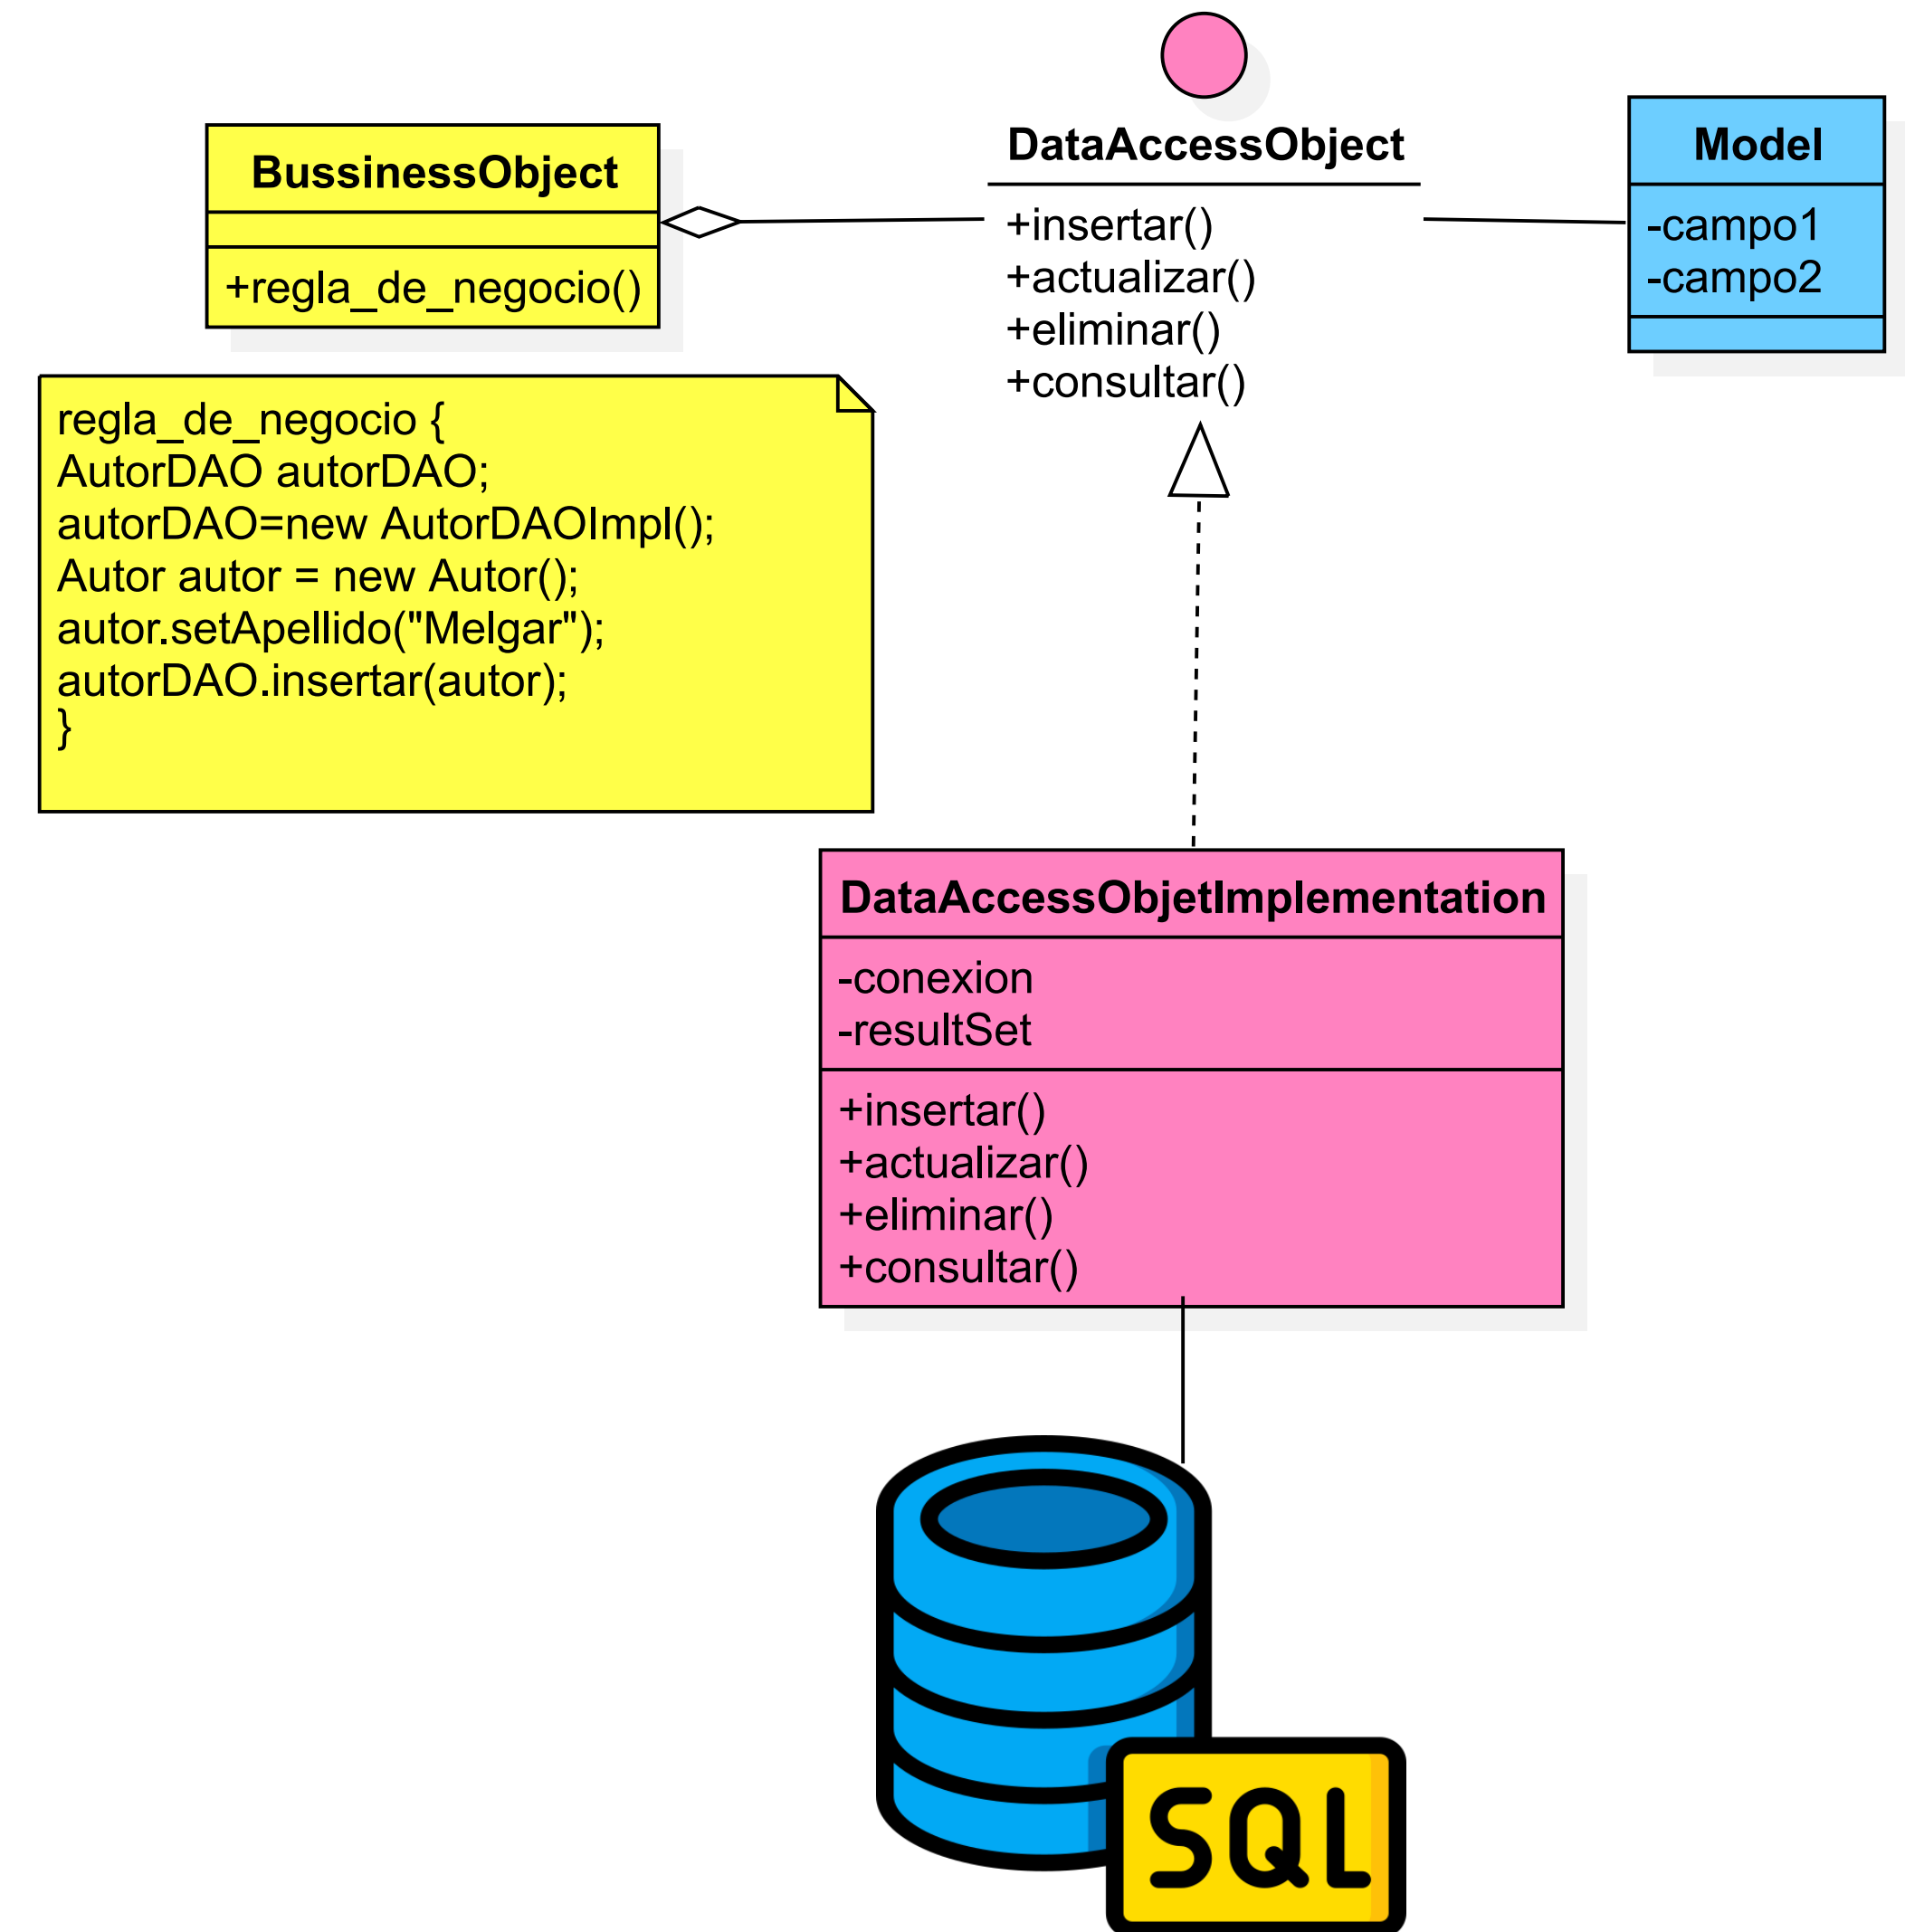 BussinessObject
+regla_de_negocio()
DataAccessObject
+insertar()
+actualizar()
+eliminar()
+consultar()
Model
-campo1
-campo2
regla_de_negocio {
AutorDAO autorDAO;
autorDAO=new AutorDAOImpl();
Autor autor = new Autor();
autor.setApellido("Melgar");
autorDAO.insertar(autor);
}
DataAccessObjetImplementation
-conexion
-resultSet
+insertar()
+actualizar()
+eliminar()
+consultar()
SQL